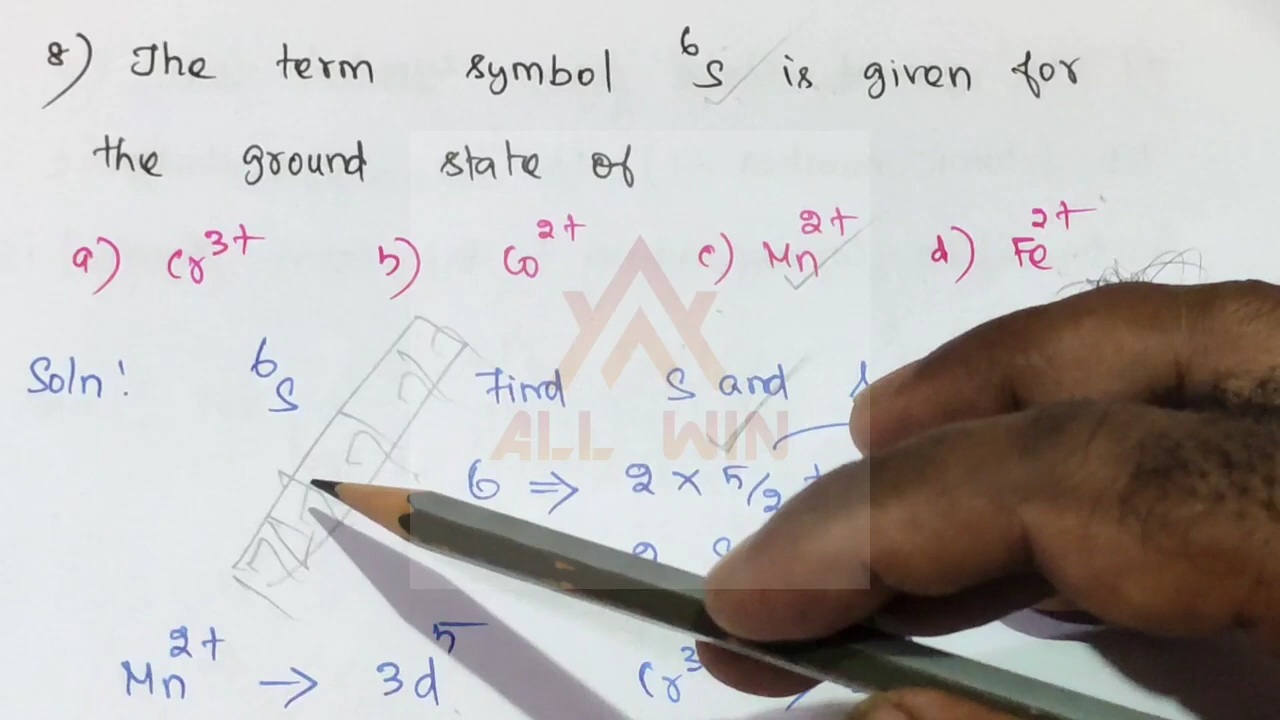 8) The term symbol ⁶S is given for
the ground state of
a) Cr³⁺ b) Co²⁺ c) Mn²⁺ d) Fe²⁺
Soln: ⁶S Find S and
6 ⇒ 2 × 5/2 +
Mn²⁺ → 3d⁵ Cr³
ALL WIN